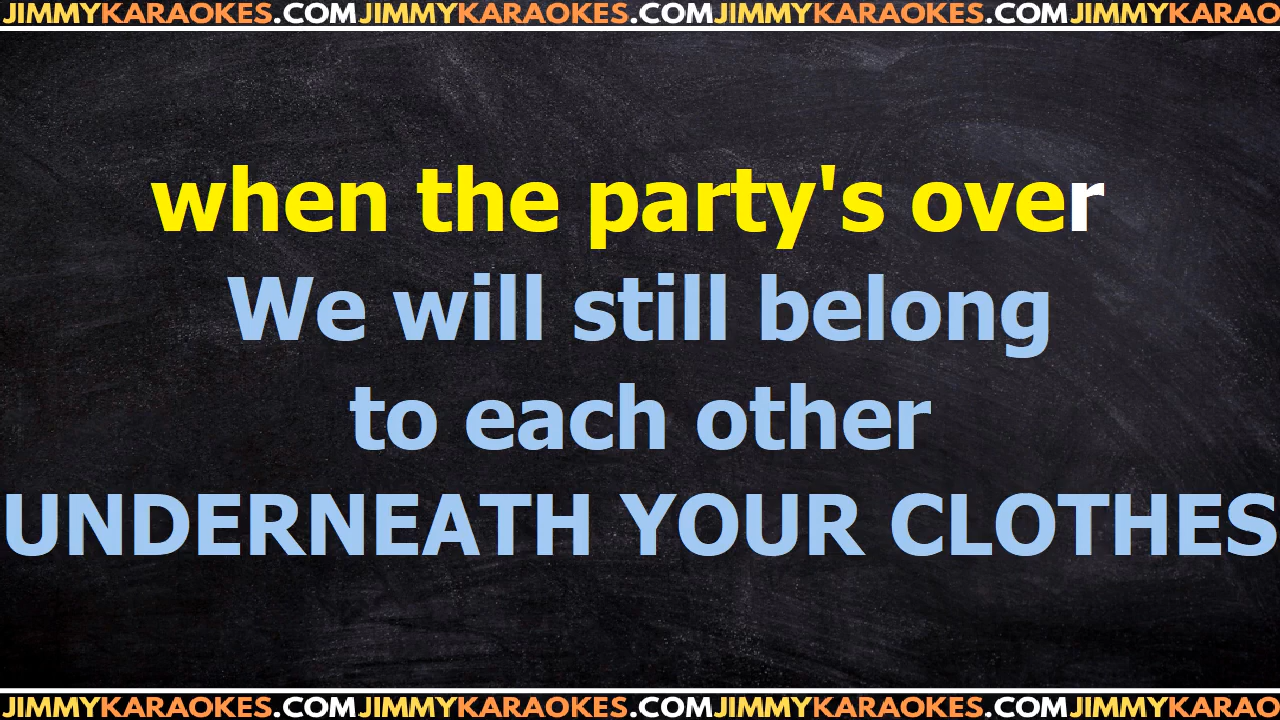 JIMMYKARAOKES.COMJIMMYKARAOKES.COMJIMMYKARAOKES.COMJIMMYKARAO
when the party's over
We will still belong
to each other
UNDERNEATH YOUR CLOTHES
JIMMYKARAOKES.COMJIMMYKARAOKES.COMJIMMYKARAOKES.COMJIMMYKARAO